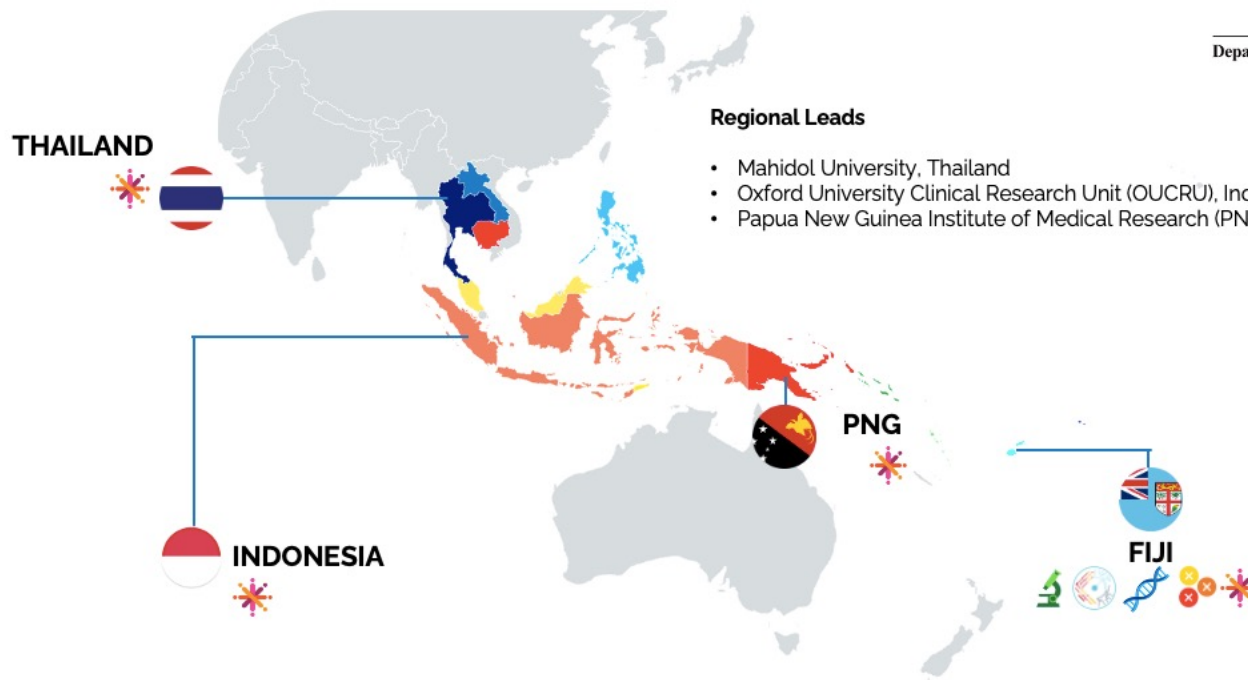 Depa
Regional Leads
THAILAND
• Mahidol University, Thailand
• Oxford University Clinical Research Unit (OUCRU), Ind
• Papua New Guinea Institute of Medical Research (PN
PNG
INDONESIA
FIJI